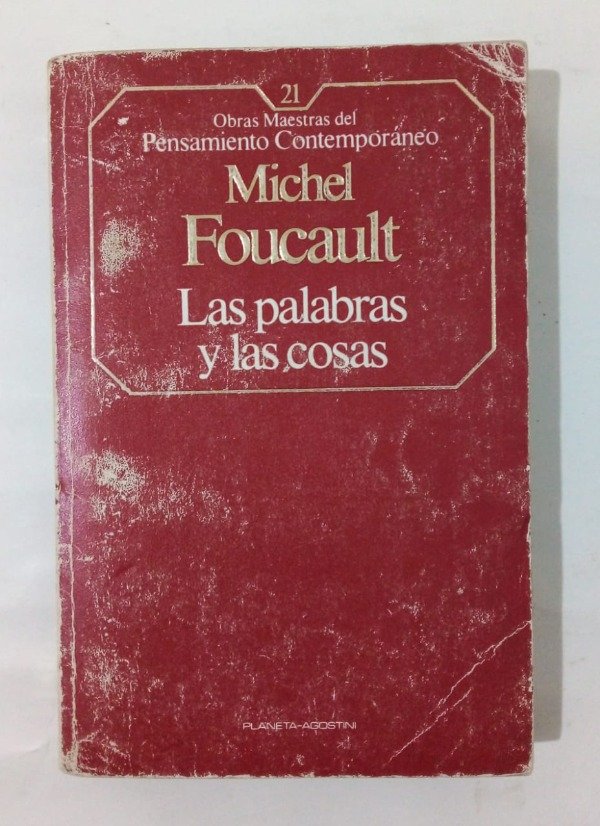 21
Obras Maestras del
Pensamiento Contemporáneo
Michel
Foucault
Las palabras
y las cosas
PLANETA-AGOSTINI